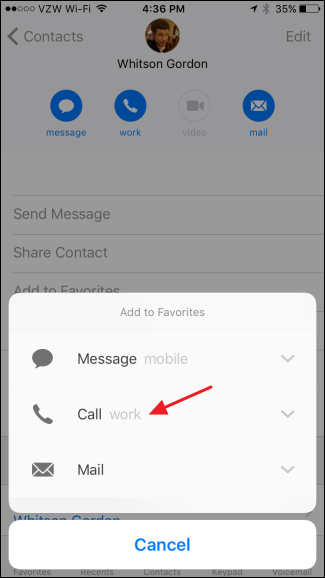 VZW Wi-Fi 4:36 PM 35%
Contacts Edit
Whitson Gordon
message work video mail
Send Message
Share Contact
Add to Favorites
Add to Favorites
Message mobile
Call work
Mail
Whitson Gordon
Cancel
Favorites Recents Contacts Keypad Voicemail